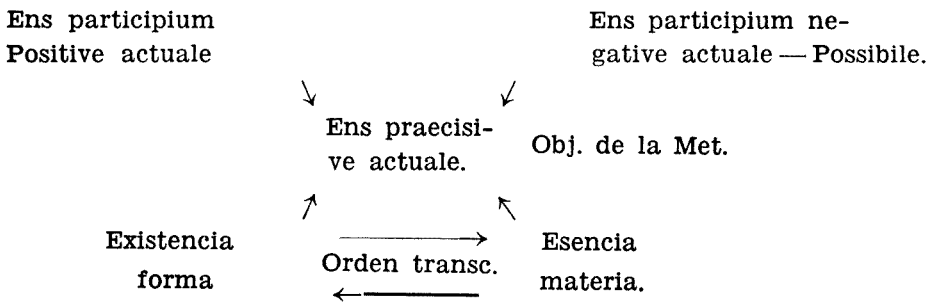 Ens participium
Positive actuale
Ens participium ne-
gative actuale — Possibile.
Ens praecisi-
ve actuale.
Obj. de la Met.
Existencia
forma
Orden transc.
Esencia
materia.